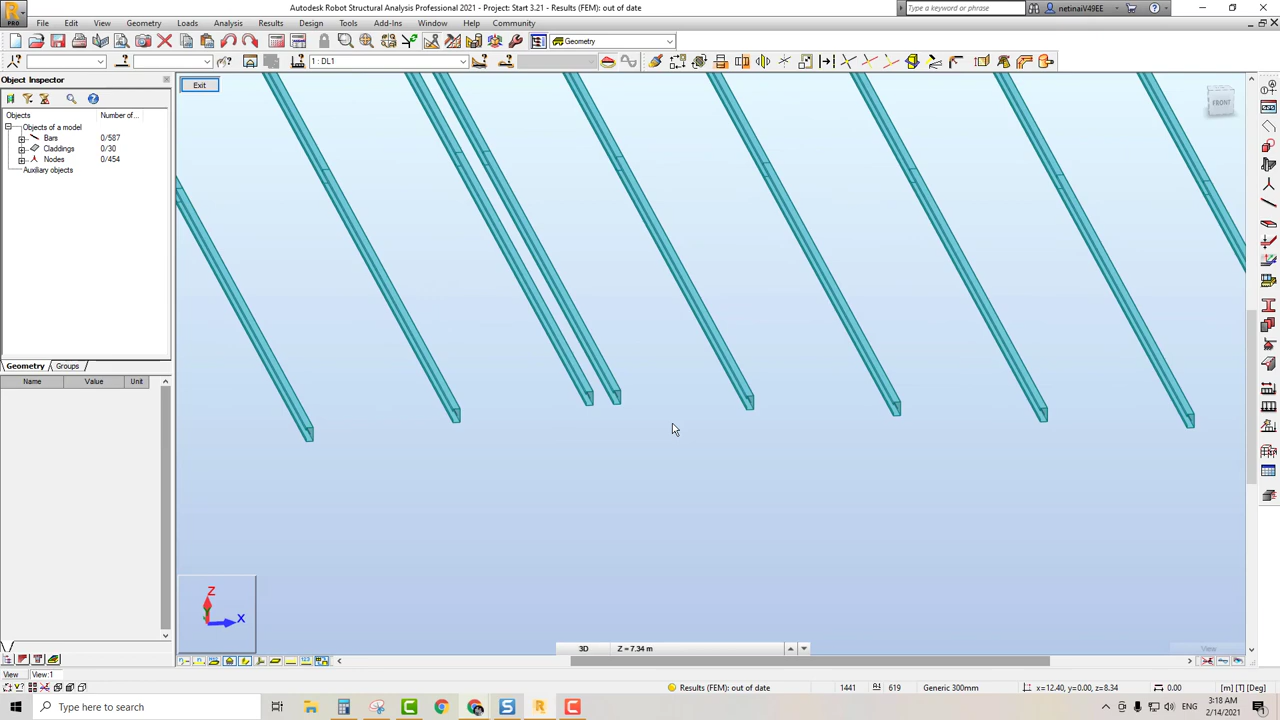 Autodesk Robot Structural Analysis Professional 2021 - Project: Start 3.21 - Results (FEM): out of date
Type a keyword or phrase
netinaiV49EE
PRO
File Edit View Geometry Loads Analysis Results Design Tools Add-Ins Window Help Community
Geometry
1 : DL1
Object Inspector
Exit
FRONT
Objects Number of...
Objects of a model
Bars 0/587
Claddings 0/30
Nodes 0/454
Auxiliary objects
Geometry Groups
Name Value Unit
Z
X
3D Z = 7.34 m
View
View View:1
Results (FEM): out of date 1441 619 Generic 300mm x=12.40, y=0.00, z=8.34 0.00 [m] [T] [Deg]
Type here to search
ENG
3:18 AM
2/14/2021